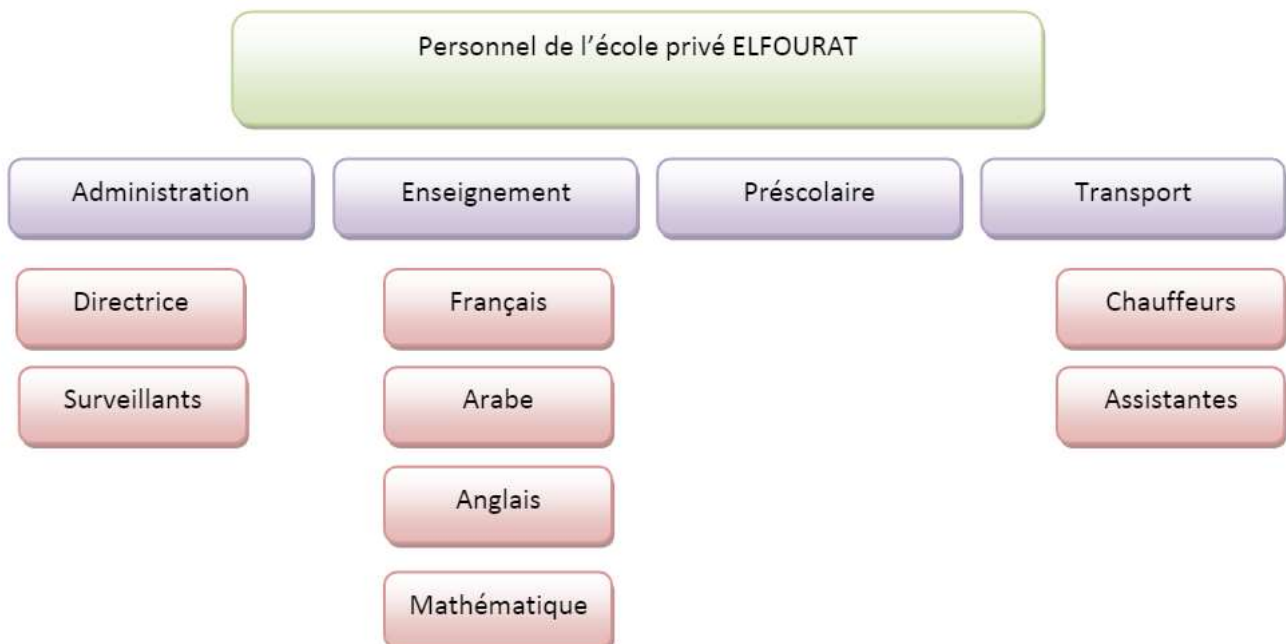 Personnel de l'école privé ELFOURAT
Administration
Enseignement
Préscolaire
Transport
Directrice
Français
Chauffeurs
Surveillants
Arabe
Assistantes
Anglais
Mathématique